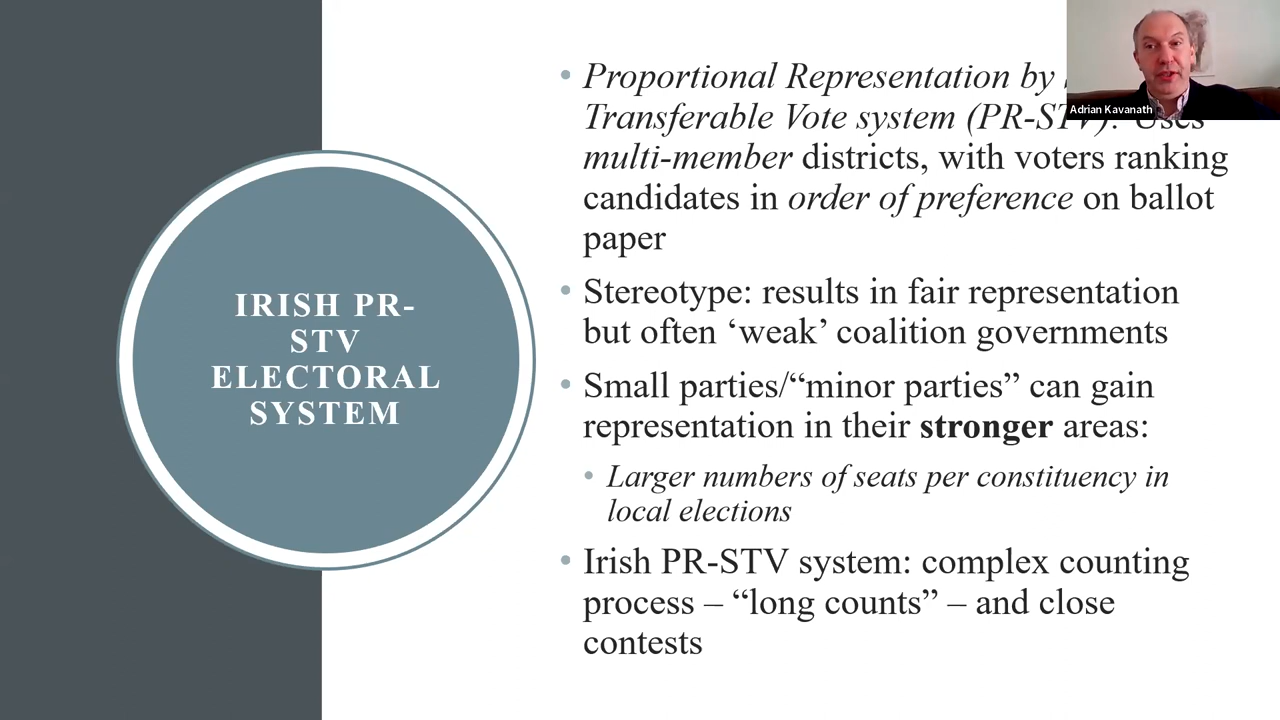 IRISH PR-
STV
ELECTORAL
SYSTEM
• Proportional Representation by
Transferable Vote system (PR-STV): Uses
multi-member districts, with voters ranking
candidates in order of preference on ballot
paper
• Stereotype: results in fair representation
but often ‘weak’ coalition governments
• Small parties/“minor parties” can gain
representation in their stronger areas:
• Larger numbers of seats per constituency in
local elections
• Irish PR-STV system: complex counting
process – “long counts” – and close
contests
Adrian Kavanath